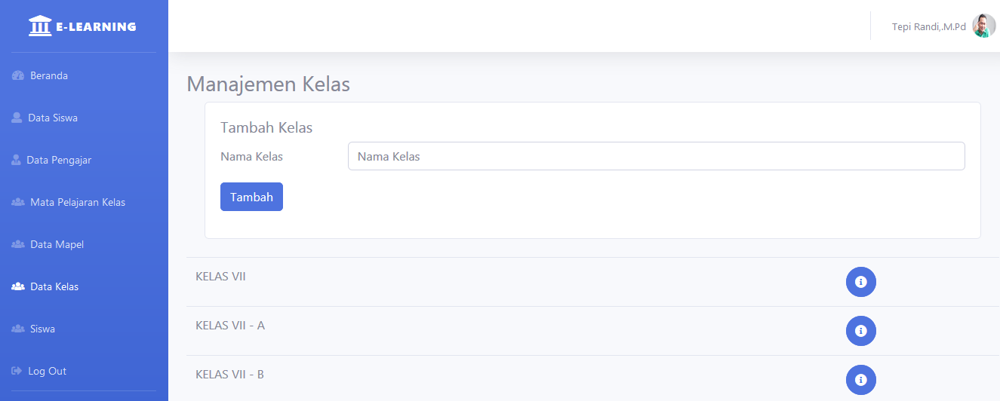 E-LEARNING
Tepi Randi,.M.Pd
Beranda
Data Siswa
Data Pengajar
Mata Pelajaran Kelas
Data Mapel
Data Kelas
Siswa
Log Out
Manajemen Kelas
Tambah Kelas
Nama Kelas
Nama Kelas
Tambah
KELAS VII
KELAS VII - A
KELAS VII - B